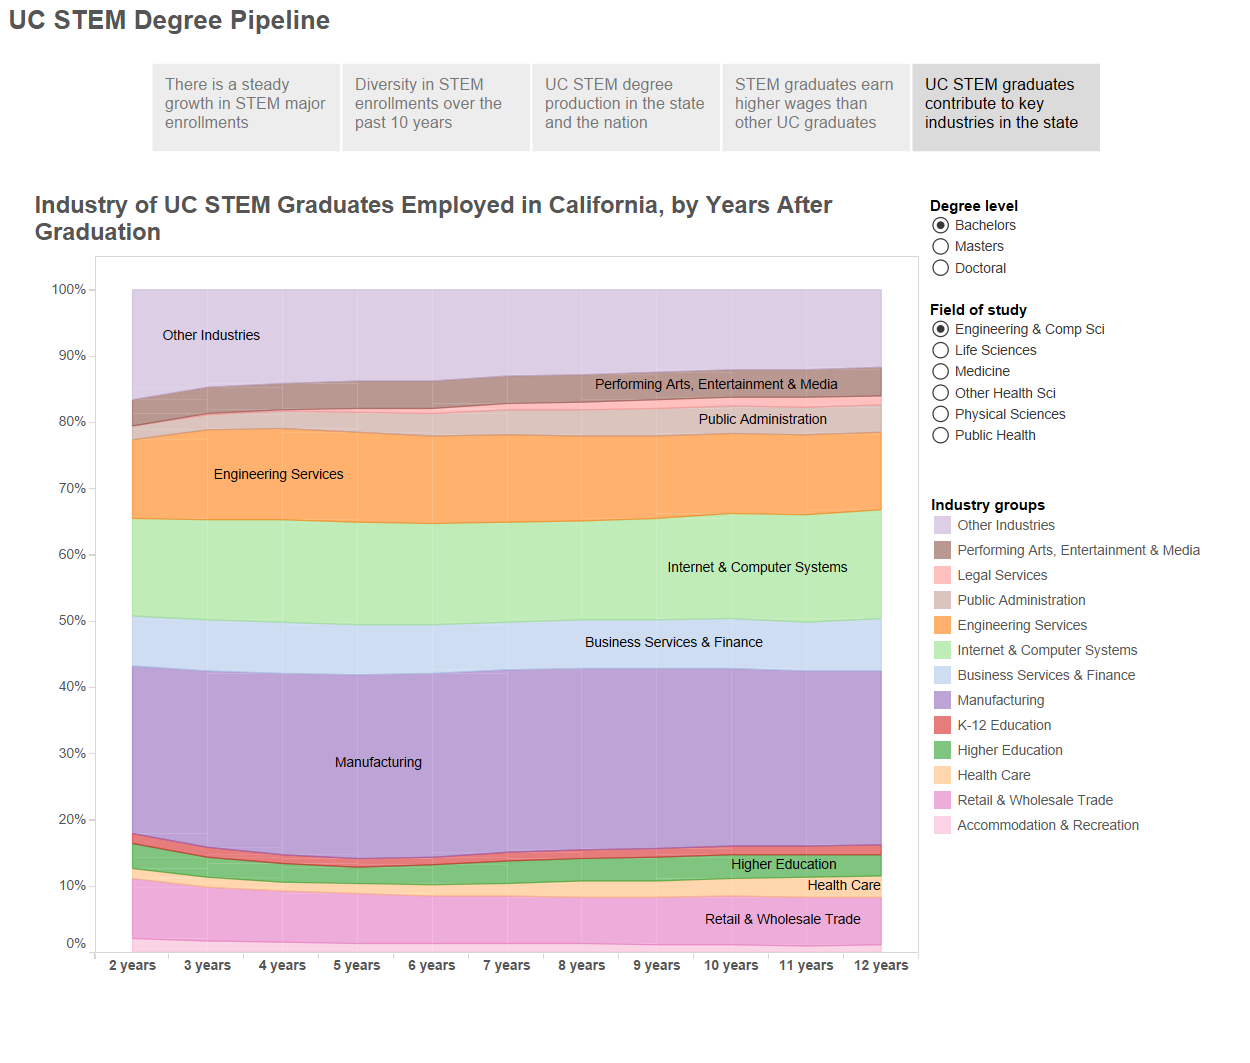 UC STEM Degree Pipeline
There is a steady
growth in STEM major
enrollments
Diversity in STEM
enrollments over the
past 10 years
UC STEM degree
production in the state
and the nation
STEM graduates earn
higher wages than
other UC graduates
UC STEM graduates
contribute to key
industries in the state
Industry of UC STEM Graduates Employed in California, by Years After
Graduation
100%
90%
80%
70%
60%
50%
40%
30%
20%
10%
0%
Other Industries
Performing Arts, Entertainment & Media
Public Administration
Engineering Services
Internet & Computer Systems
Business Services & Finance
Manufacturing
Higher Education
Health Care
Retail & Wholesale Trade
2 years
3 years
4 years
5 years
6 years
7 years
8 years
9 years
10 years
11 years
12 years
Degree level
Bachelors
Masters
Doctoral
Field of study
Engineering & Comp Sci
Life Sciences
Medicine
Other Health Sci
Physical Sciences
Public Health
Industry groups
Other Industries
Performing Arts, Entertainment & Media
Legal Services
Public Administration
Engineering Services
Internet & Computer Systems
Business Services & Finance
Manufacturing
K-12 Education
Higher Education
Health Care
Retail & Wholesale Trade
Accommodation & Recreation